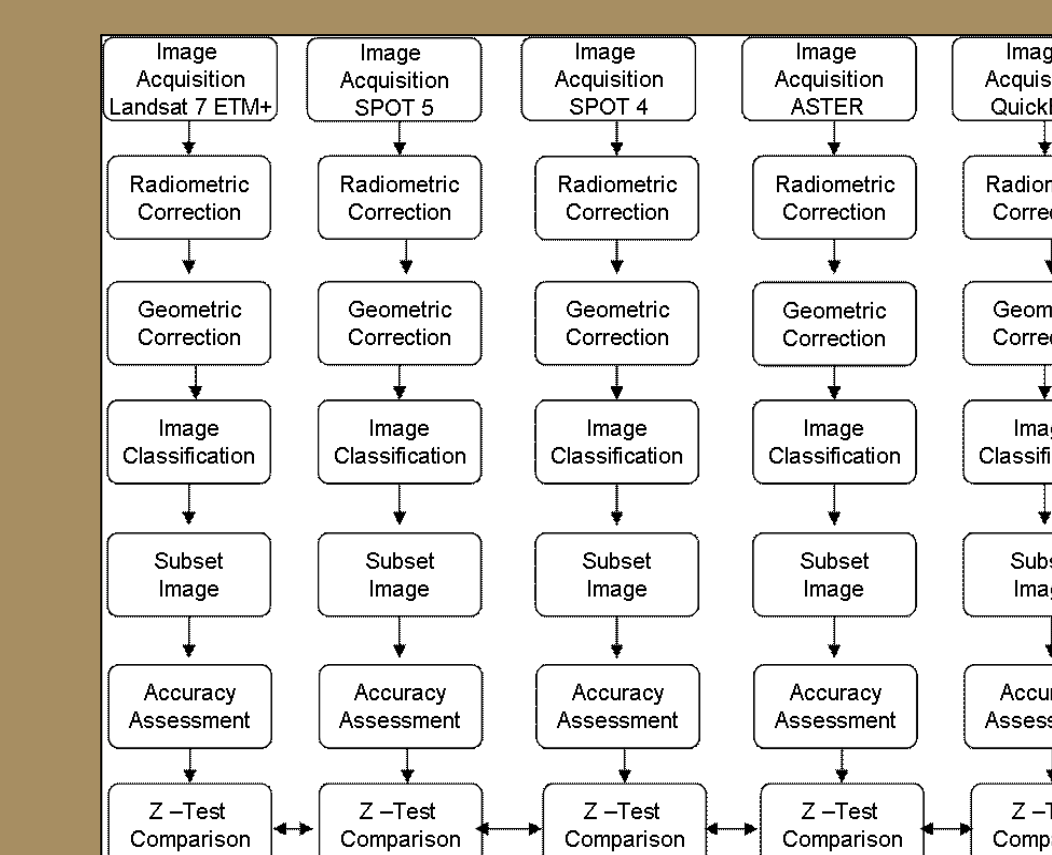 Image
Acquisition
Landsat 7 ETM+
Image
Acquisition
SPOT 5
Image
Acquisition
SPOT 4
Image
Acquisition
ASTER
Radiometric
Correction
Radiometric
Correction
Radiometric
Correction
Radiometric
Correction
Geometric
Correction
Geometric
Correction
Geometric
Correction
Geometric
Correction
Image
Classification
Image
Classification
Image
Classification
Image
Classification
Subset
Image
Subset
Image
Subset
Image
Subset
Image
Accuracy
Assessment
Accuracy
Assessment
Accuracy
Assessment
Accuracy
Assessment
Z –Test
Comparison
Z –Test
Comparison
Z –Test
Comparison
Z –Test
Comparison